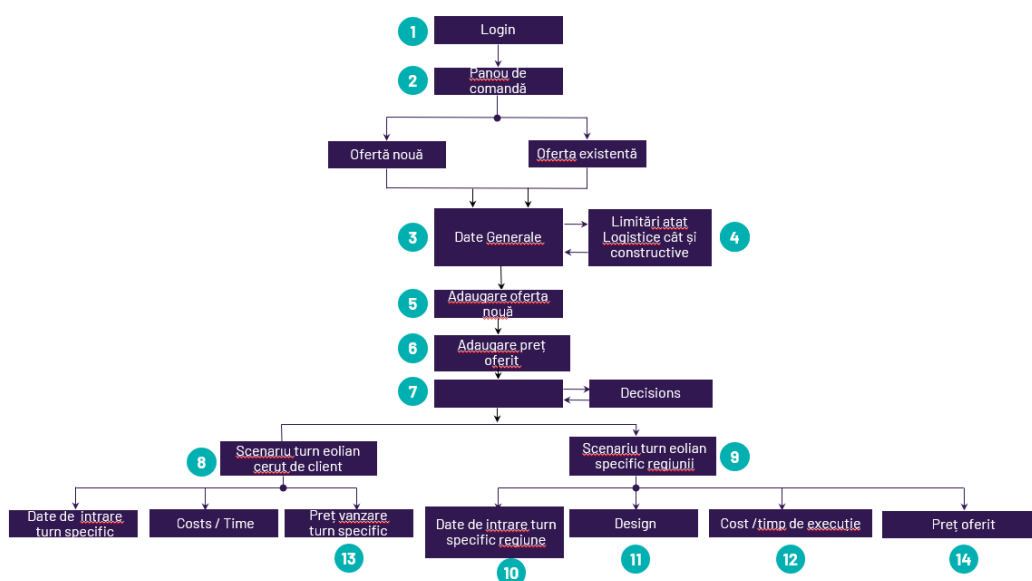 1
Login
2
Panou de
comandă
Ofertă nouă
Oferta existentă
3
Date Generale
Limitări atat
Logistice cât și
constructive
4
5
Adaugare oferta
nouă
6
Adaugare preț
oferit
7
Decisions
8
Scenariu turn eolian
cerut de client
Scenariu turn eolian
specific regiunii
9
Date de intrare
turn specific
Costs / Time
Preț vanzare
turn specific
13
Date de intrare turn
specific regiune
10
Design
11
Cost /timp de execuție
12
Preț oferit
14